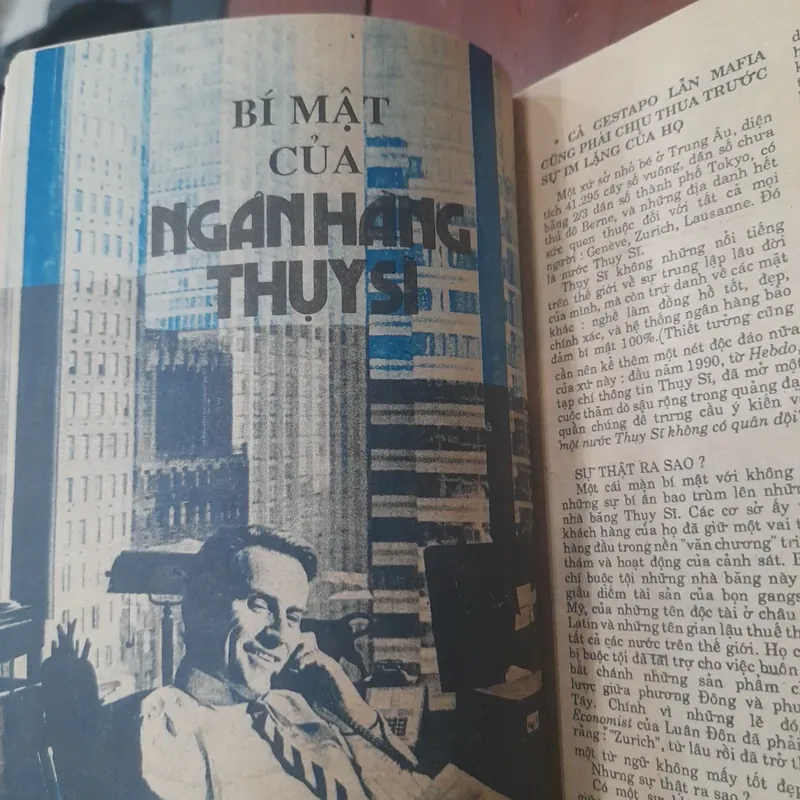 BÍ MẬT
CỦA
NGÂN HÀNG
THỤY SĨ
• CẢ GESTAPO LẪN MAFIA
CŨNG PHẢI CHỊU THUA TRƯỚC
SỰ IM LẶNG CỦA HỌ
Một xứ sở nhỏ bé ở Trung Âu, diện
tích 41.295 cây số vuông, dân số chưa
bằng 2/3 dân số thành phố Tokyo, có
thủ đô Berne, và những địa danh hết
sức quen thuộc đối với tất cả mọi
người : Genève, Zurich, Lausanne. Đó
là nước Thụy Sĩ.
Thụy Sĩ không những nổi tiếng
trên thế giới về sự trung lập lâu đời
của mình, mà còn trứ danh về các mặt
khác : nghề làm đồng hồ tốt, đẹp,
chính xác, và hệ thống ngân hàng bảo
đảm bí mật 100%.(Thiết tưởng cũng
cần nên kể thêm một nét độc đáo nữa
của xứ này : đầu năm 1990, tờ Hebdo,
tạp chí thông tin Thụy Sĩ, đã mở một
cuộc thăm dò sâu rộng trong quảng đại
quần chúng để trưng cầu ý kiến về
"một nước Thụy Sĩ không có quân đội"
SỰ THẬT RA SAO ?
Một cái màn bí mật với không
những sự bí ẩn bao trùm lên những
nhà băng Thụy Sĩ. Các cơ sở ấy
khách hàng của họ đã giữ một vai
hàng đầu trong nền "văn chương" tri
thám và hoạt động của cảnh sát.
chí buộc tội những nhà băng này
giấu diếm tài sản của bọn gangs
Mỹ, của những tên độc tài ở châu
Latin và những tên gian lậu thuế
tất cả các nước trên thế giới. Họ c
bị buộc tội đã tài trợ cho việc buôn
bất chánh những sản phẩm c
lược giữa phương Đông và phư
Tây. Chính vì những lẽ đó,
Economist của Luân Đôn đã phải
rằng : "Zurich", từ lâu rồi đã trở th
một từ ngữ không mấy tốt đẹp
Nhưng sự thật ra sao ?
Có một sự